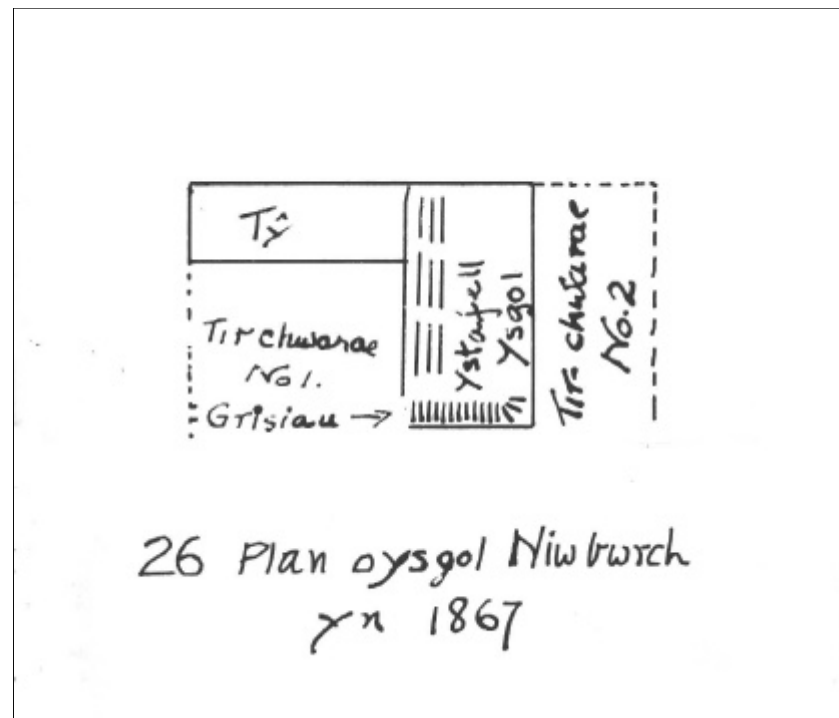 Tŷ
Tir chwarae
No 1.
Grisiau →
Ystafell
Ysgol
Tir chwarae
No. 2
26 Plan o ysgol Niwbwrch
yn 1867